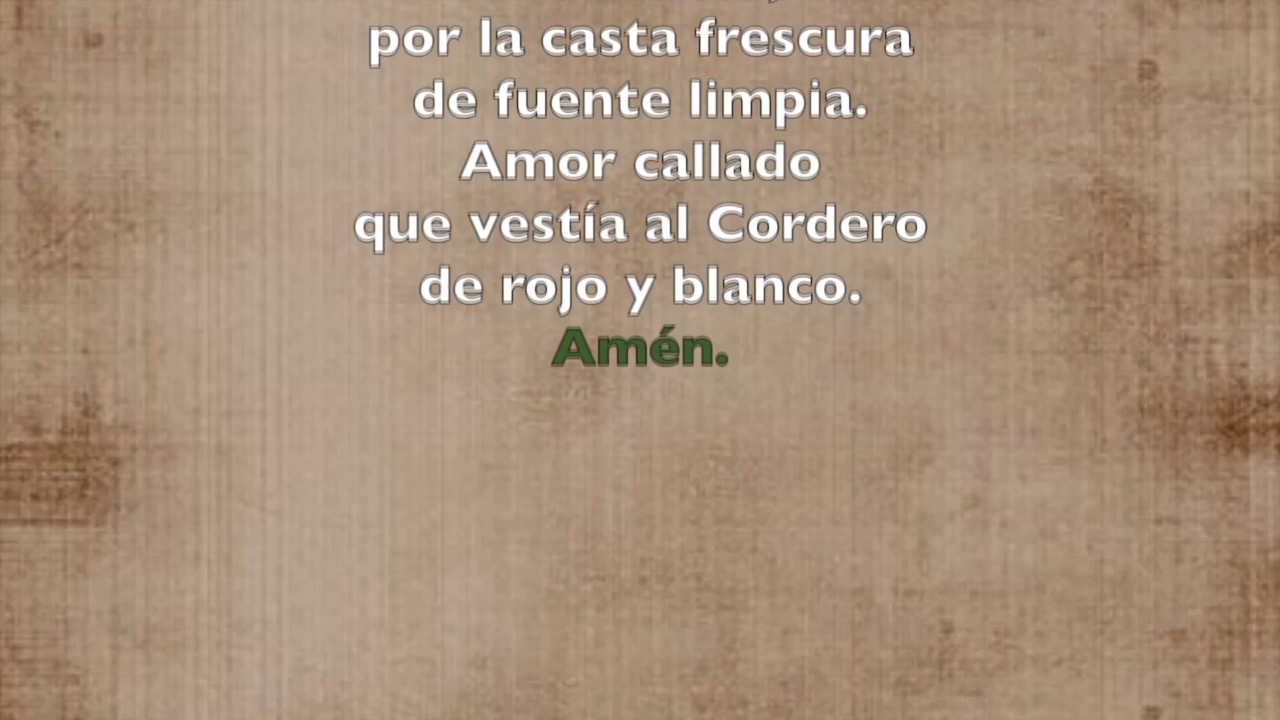 por la casta frescura
de fuente limpia.
Amor callado
que vestía al Cordero
de rojo y blanco.
Amén.